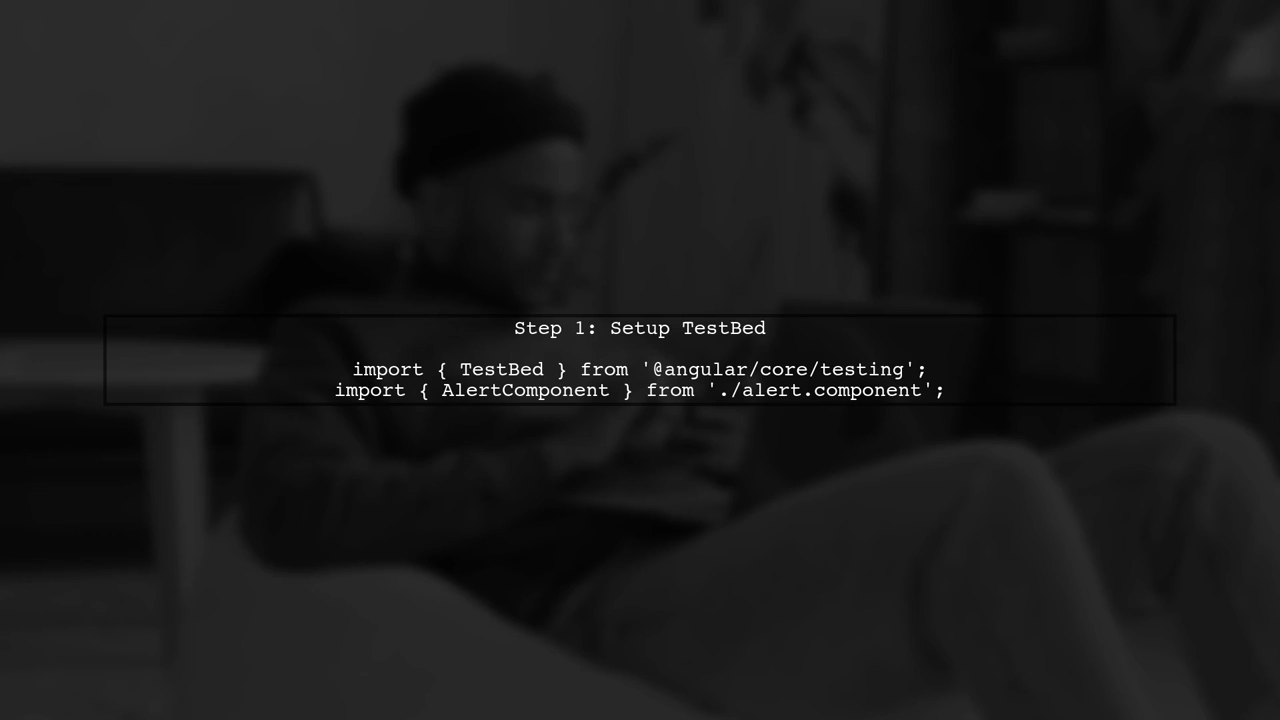 Step 1: Setup TestBed
import { TestBed } from '@angular/core/testing';
import { AlertComponent } from './alert.component';